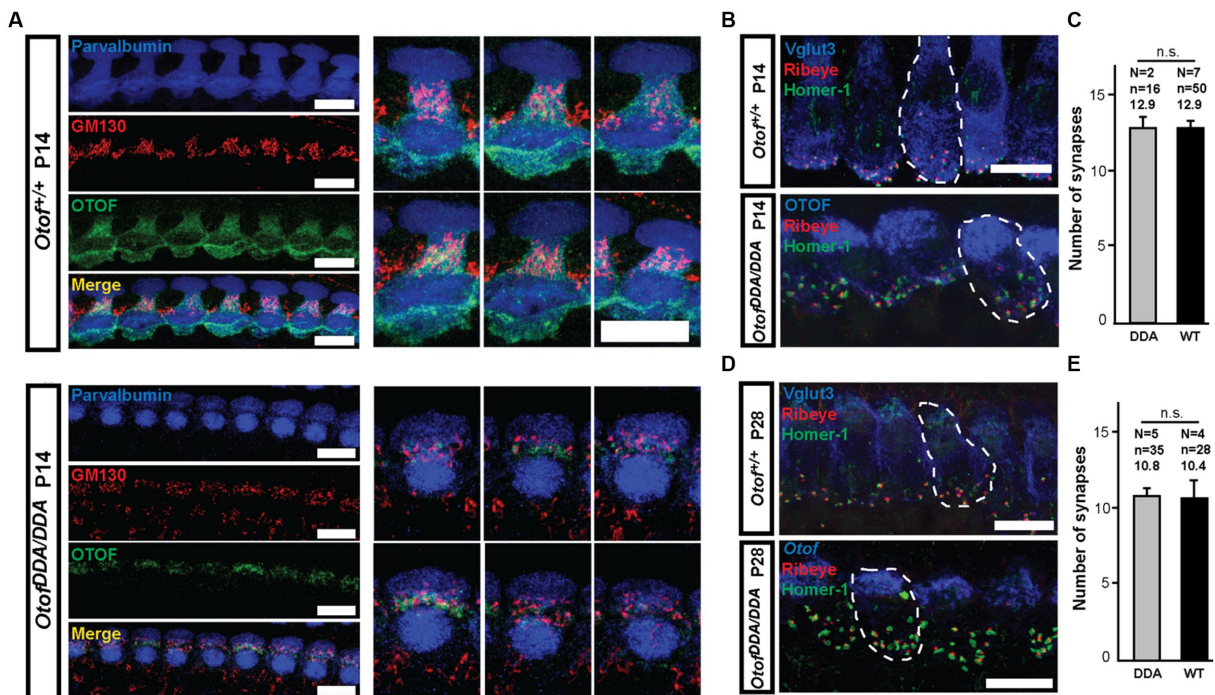 A
Otof+/+ P14
Parvalbumin
GM130
OTOF
Merge
OtofDDA/DDA P14
Parvalbumin
GM130
OTOF
Merge
B
Otof+/+ P14
Vglut3
Ribeye
Homer-1
OtofDDA/DDA P14
OTOF
Ribeye
Homer-1
C
Number of synapses
15
10
5
0
n.s.
N=2
n=16
12.9
N=7
n=50
12.9
DDA
WT
D
Otof+/+ P28
Vglut3
Ribeye
Homer-1
OtofDDA/DDA P28
Otof
Ribeye
Homer-1
E
Number of synapses
15
10
5
0
n.s.
N=5
n=35
10.8
N=4
n=28
10.4
DDA
WT